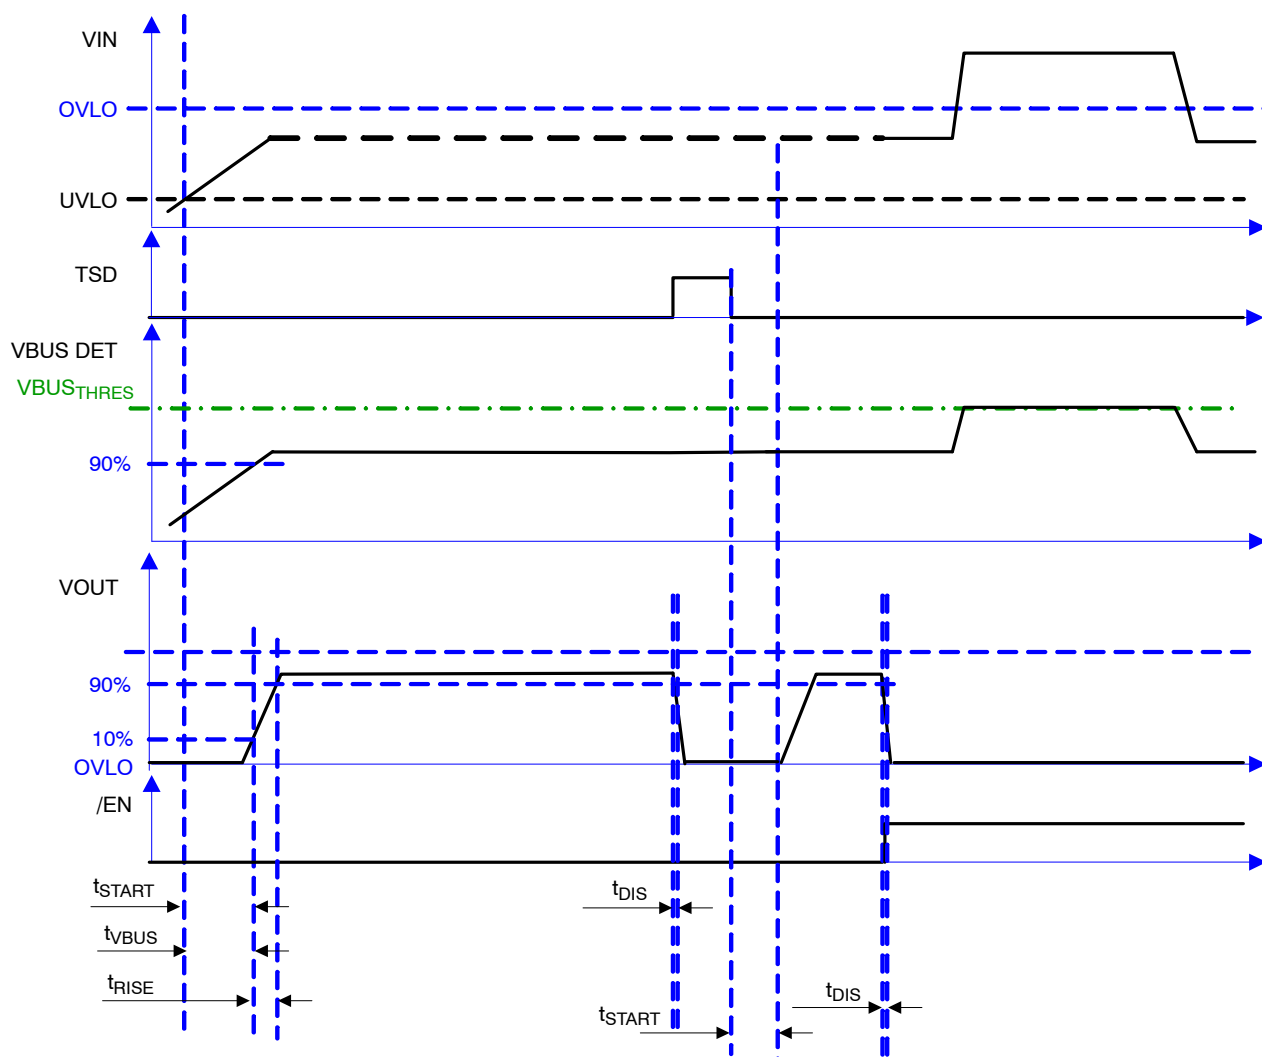 VIN
OVLO
UVLO
TSD
VBUS DET
VBUSTHRES
90%
VOUT
90%
10%
OVLO
/EN
tSTART
tDIS
tVBUS
tRISE
tDIS
tSTART